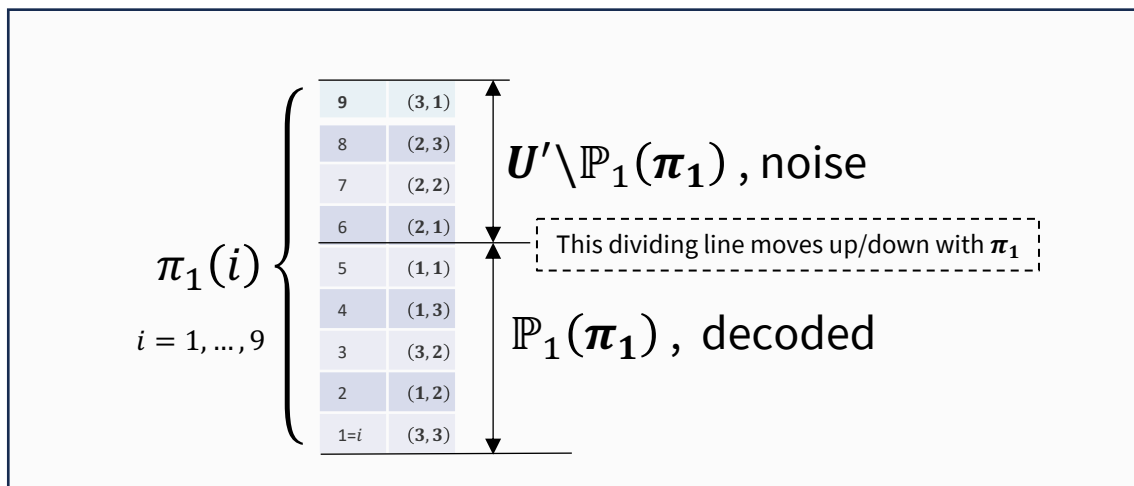 9 (3, 1)
8 (2, 3)
7 (2, 2)
6 (2, 1)
5 (1, 1)
4 (1, 3)
3 (3, 2)
2 (1, 2)
1=i (3, 3)
π₁(i)
i = 1, … , 9
U′\ℙ₁(π₁) , noise
This dividing line moves up/down with π₁
ℙ₁(π₁) , decoded